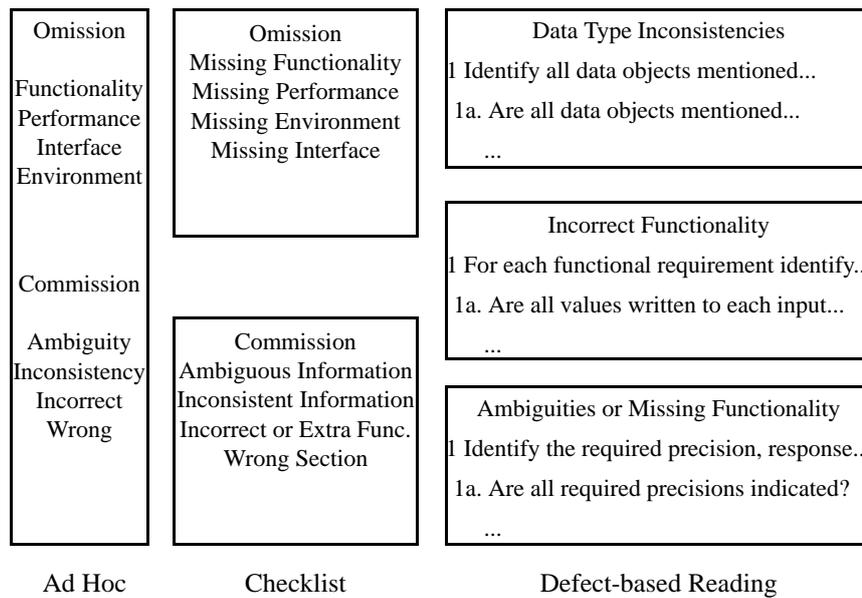 Omission
Functionality
Performance
Interface
Environment
Commission
Ambiguity
Inconsistency
Incorrect
Wrong
Ad Hoc
Omission
Missing Functionality
Missing Performance
Missing Environment
Missing Interface
Commission
Ambiguous Information
Inconsistent Information
Incorrect or Extra Func.
Wrong Section
Checklist
Data Type Inconsistencies
1 Identify all data objects mentioned...
1a. Are all data objects mentioned...
...
Incorrect Functionality
1 For each functional requirement identify..
1a. Are all values written to each input...
...
Ambiguities or Missing Functionality
1 Identify the required precision, response..
1a. Are all required precisions indicated?
...
Defect-based Reading